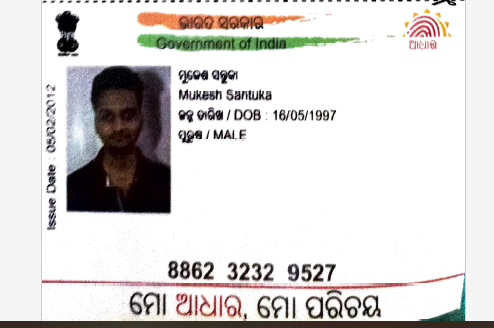 ଭାରତ ସରକାର
Government of India
ଆଧାର
Issue Date : 05/02/2012
ମୁକେଶ ସନ୍ତୁକା
Mukesh Santuka
ଜନ୍ମ ତାରିଖ / DOB : 16/05/1997
ପୁରୁଷ / MALE
8862 3232 9527
ମୋ ଆଧାର, ମୋ ପରିଚୟ